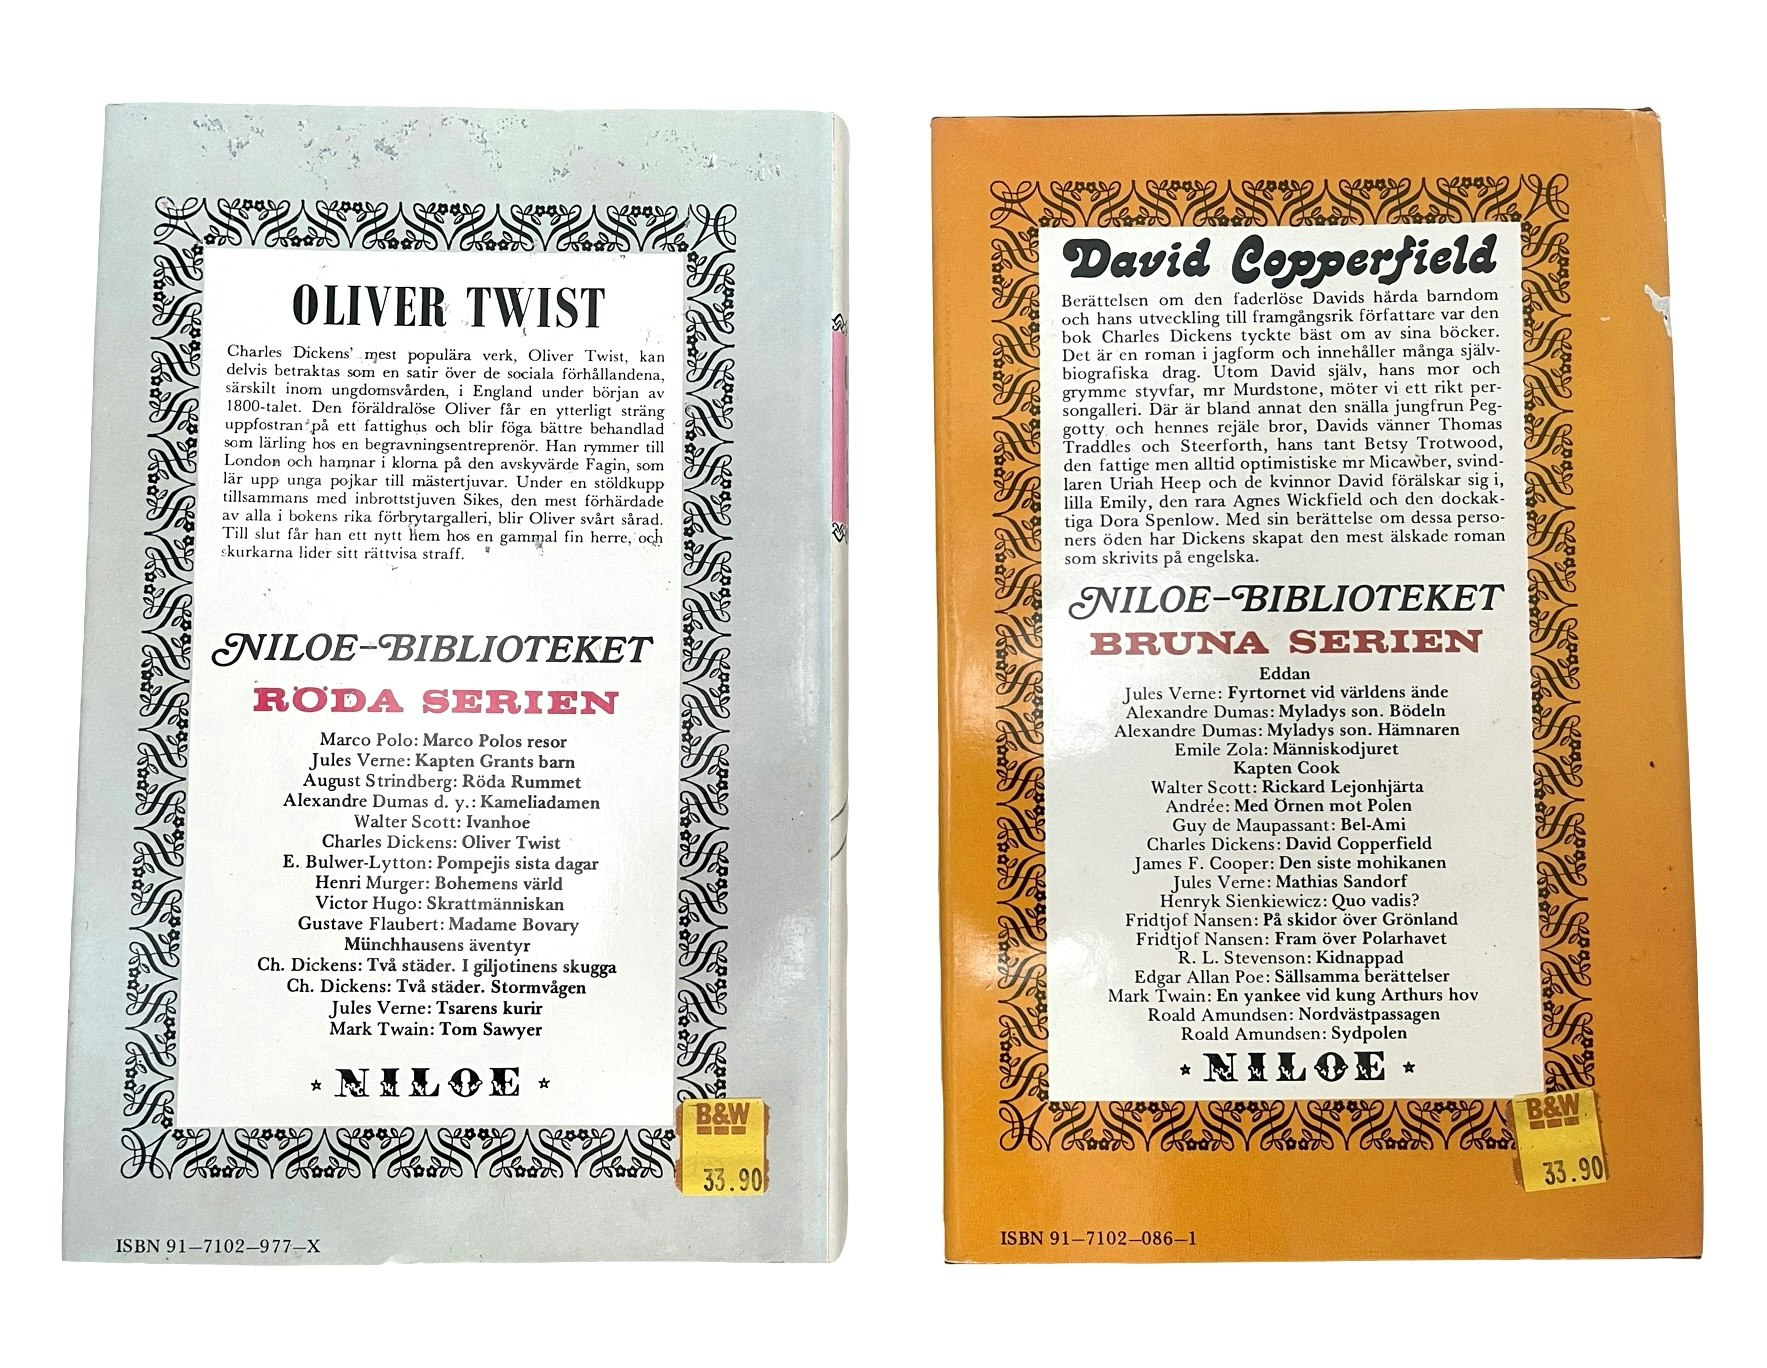 OLIVER TWIST
Charles Dickens' mest populära verk, Oliver Twist, kan
delvis betraktas som en satir över de sociala förhållandena,
särskilt inom ungdomsvården, i England under början av
1800-talet. Den föräldralöse Oliver får en ytterligt sträng
uppfostran på ett fattighus och blir föga bättre behandlad
som lärling hos en begravningsentreprenör. Han rymmer till
London och hamnar i klorna på den avskyvärde Fagin, som
lär upp unga pojkar till mästertjuvar. Under en stöldkupp
tillsammans med inbrottstjuven Sikes, den mest förhärdade
av alla i bokens rika förbrytargalleri, blir Oliver svårt sårad.
Till slut får han ett nytt hem hos en gammal fin herre, och
skurkarna lider sitt rättvisa straff.
NILOE-BIBLIOTEKET
RÖDA SERIEN
Marco Polo: Marco Polos resor
Jules Verne: Kapten Grants barn
August Strindberg: Röda Rummet
Alexandre Dumas d. y.: Kameliadamen
Walter Scott: Ivanhoe
Charles Dickens: Oliver Twist
E. Bulwer-Lytton: Pompejis sista dagar
Henri Murger: Bohemens värld
Victor Hugo: Skrattmänniskan
Gustave Flaubert: Madame Bovary
Münchhausens äventyr
Ch. Dickens: Två städer. I giljotinens skugga
Ch. Dickens: Två städer. Stormvågen
Jules Verne: Tsarens kurir
Mark Twain: Tom Sawyer
NILOE
B&W
33.90
ISBN 91-7102-977-X
David Copperfield
Berättelsen om den faderlöse Davids hårda barndom
och hans utveckling till framgångsrik författare var den
bok Charles Dickens tyckte bäst om av sina böcker.
Det är en roman i jagform och innehåller många själv-
biografiska drag. Utom David själv, hans mor och
grymme styvfar, mr Murdstone, möter vi ett rikt per-
songalleri. Där är bland annat den snälla jungfrun Peg-
gotty och hennes rejäle bror, Davids vänner Thomas
Traddles och Steerforth, hans tant Betsy Trotwood,
den fattige men alltid optimistiske mr Micawber, svind-
laren Uriah Heep och de kvinnor David förälskar sig i,
lilla Emily, den rara Agnes Wickfield och den dockak-
tiga Dora Spenlow. Med sin berättelse om dessa perso-
ners öden har Dickens skapat den mest älskade roman
som skrivits på engelska.
NILOE-BIBLIOTEKET
BRUNA SERIEN
Eddan
Jules Verne: Fyrtornet vid världens ände
Alexandre Dumas: Myladys son. Bödeln
Alexandre Dumas: Myladys son. Hämnaren
Emile Zola: Människodjuret
Kapten Cook
Walter Scott: Rickard Lejonhjärta
Andrée: Med Örnen mot Polen
Guy de Maupassant: Bel-Ami
Charles Dickens: David Copperfield
James F. Cooper: Den siste mohikanen
Jules Verne: Mathias Sandorf
Henryk Sienkiewicz: Quo vadis?
Fridtjof Nansen: På skidor över Grönland
Fridtjof Nansen: Fram över Polarhavet
R. L. Stevenson: Kidnappad
Edgar Allan Poe: Sällsamma berättelser
Mark Twain: En yankee vid kung Arthurs hov
Roald Amundsen: Nordvästpassagen
Roald Amundsen: Sydpolen
NILOE
B&W
33.90
ISBN 91-7102-086-1